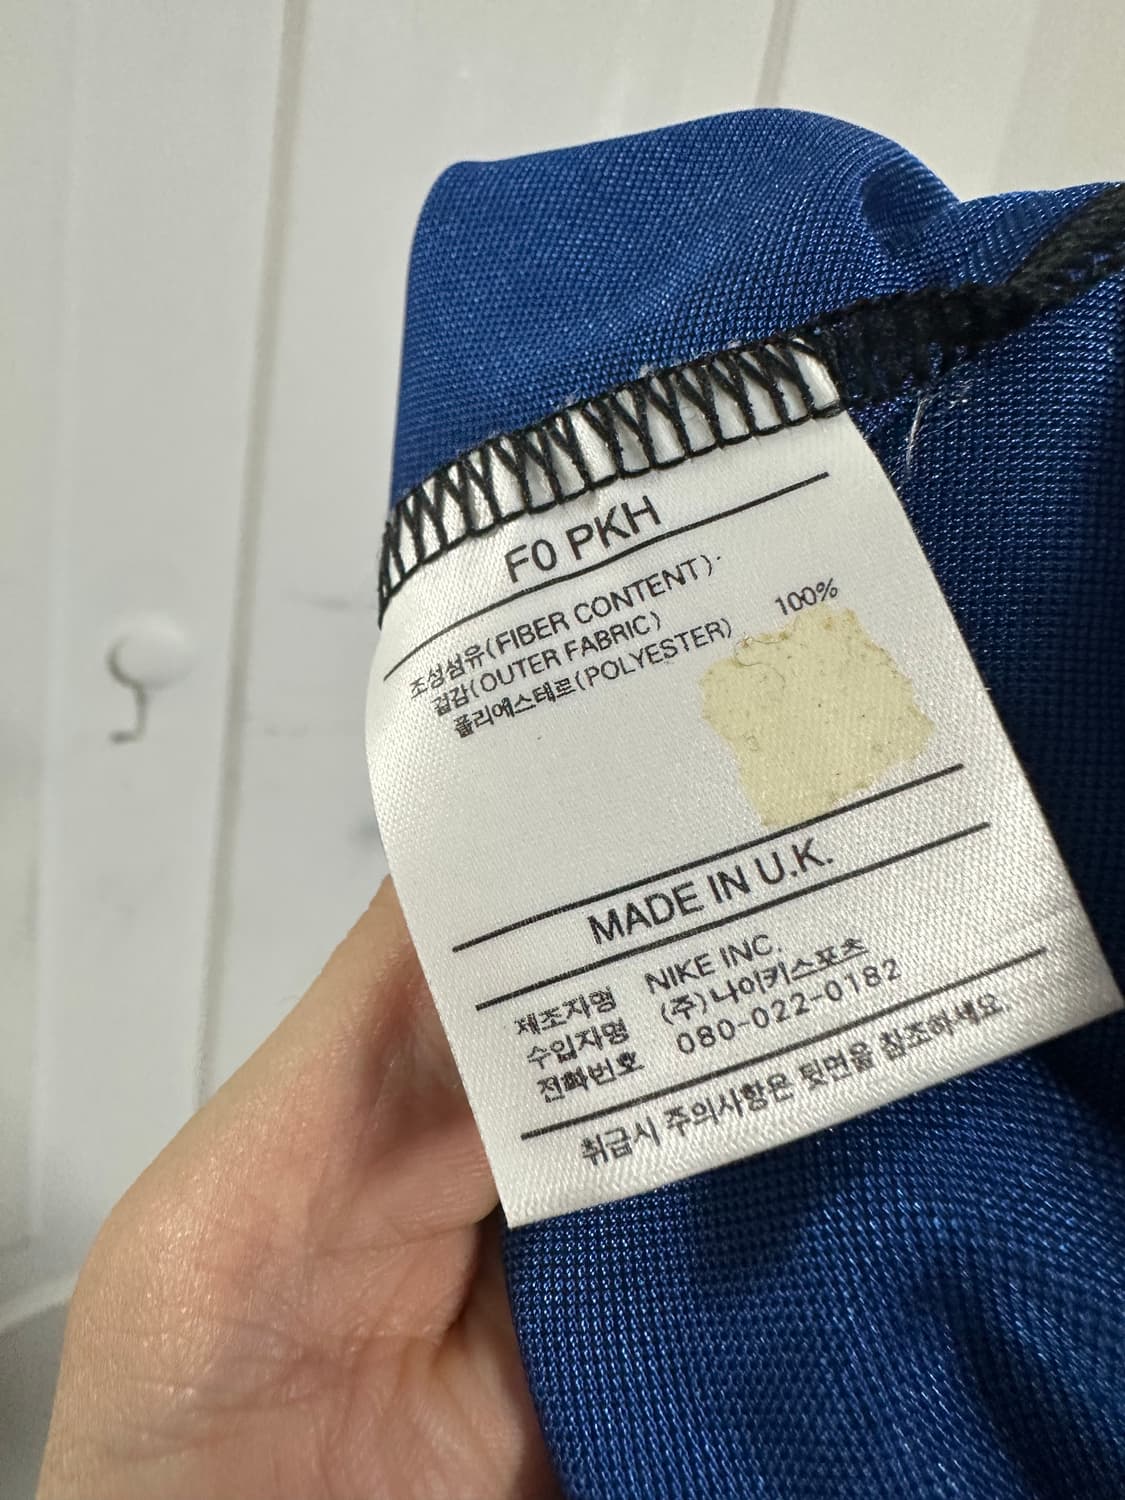 F0 PKH
조성섬유(FIBER CONTENT)
겉감(OUTER FABRIC)
폴리에스테르(POLYESTER) 100%
MADE IN U.K.
제조자명 NIKE INC.
수입자명 (주)나이키스포츠
전화번호 080-022-0182
취급시 주의사항은 뒷면을 참조하세요.